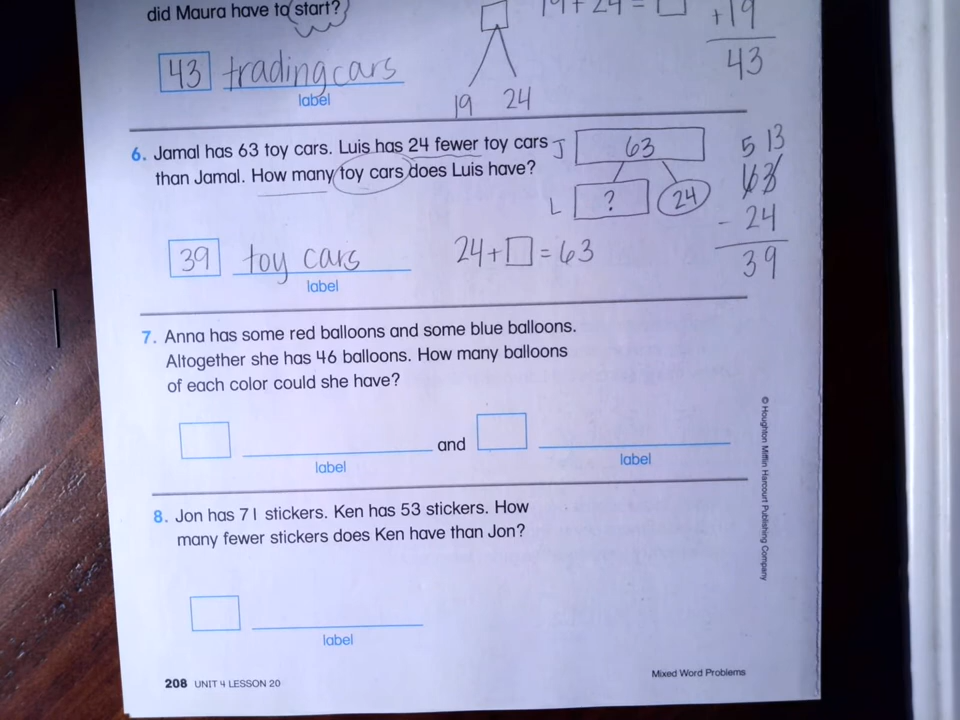 did Maura have to start?
19 + 24 = □
+19
43
43 trading cars
label
19 24
6. Jamal has 63 toy cars. Luis has 24 fewer toy cars
than Jamal. How many toy cars does Luis have?
J 63
L ? 24
5 13
63
- 24
39
39 toy cars
label
24 + □ = 63
7. Anna has some red balloons and some blue balloons.
Altogether she has 46 balloons. How many balloons
of each color could she have?
and
label label
8. Jon has 71 stickers. Ken has 53 stickers. How
many fewer stickers does Ken have than Jon?
label
208 UNIT 4 LESSON 20
Mixed Word Problems
© Houghton Mifflin Harcourt Publishing Company